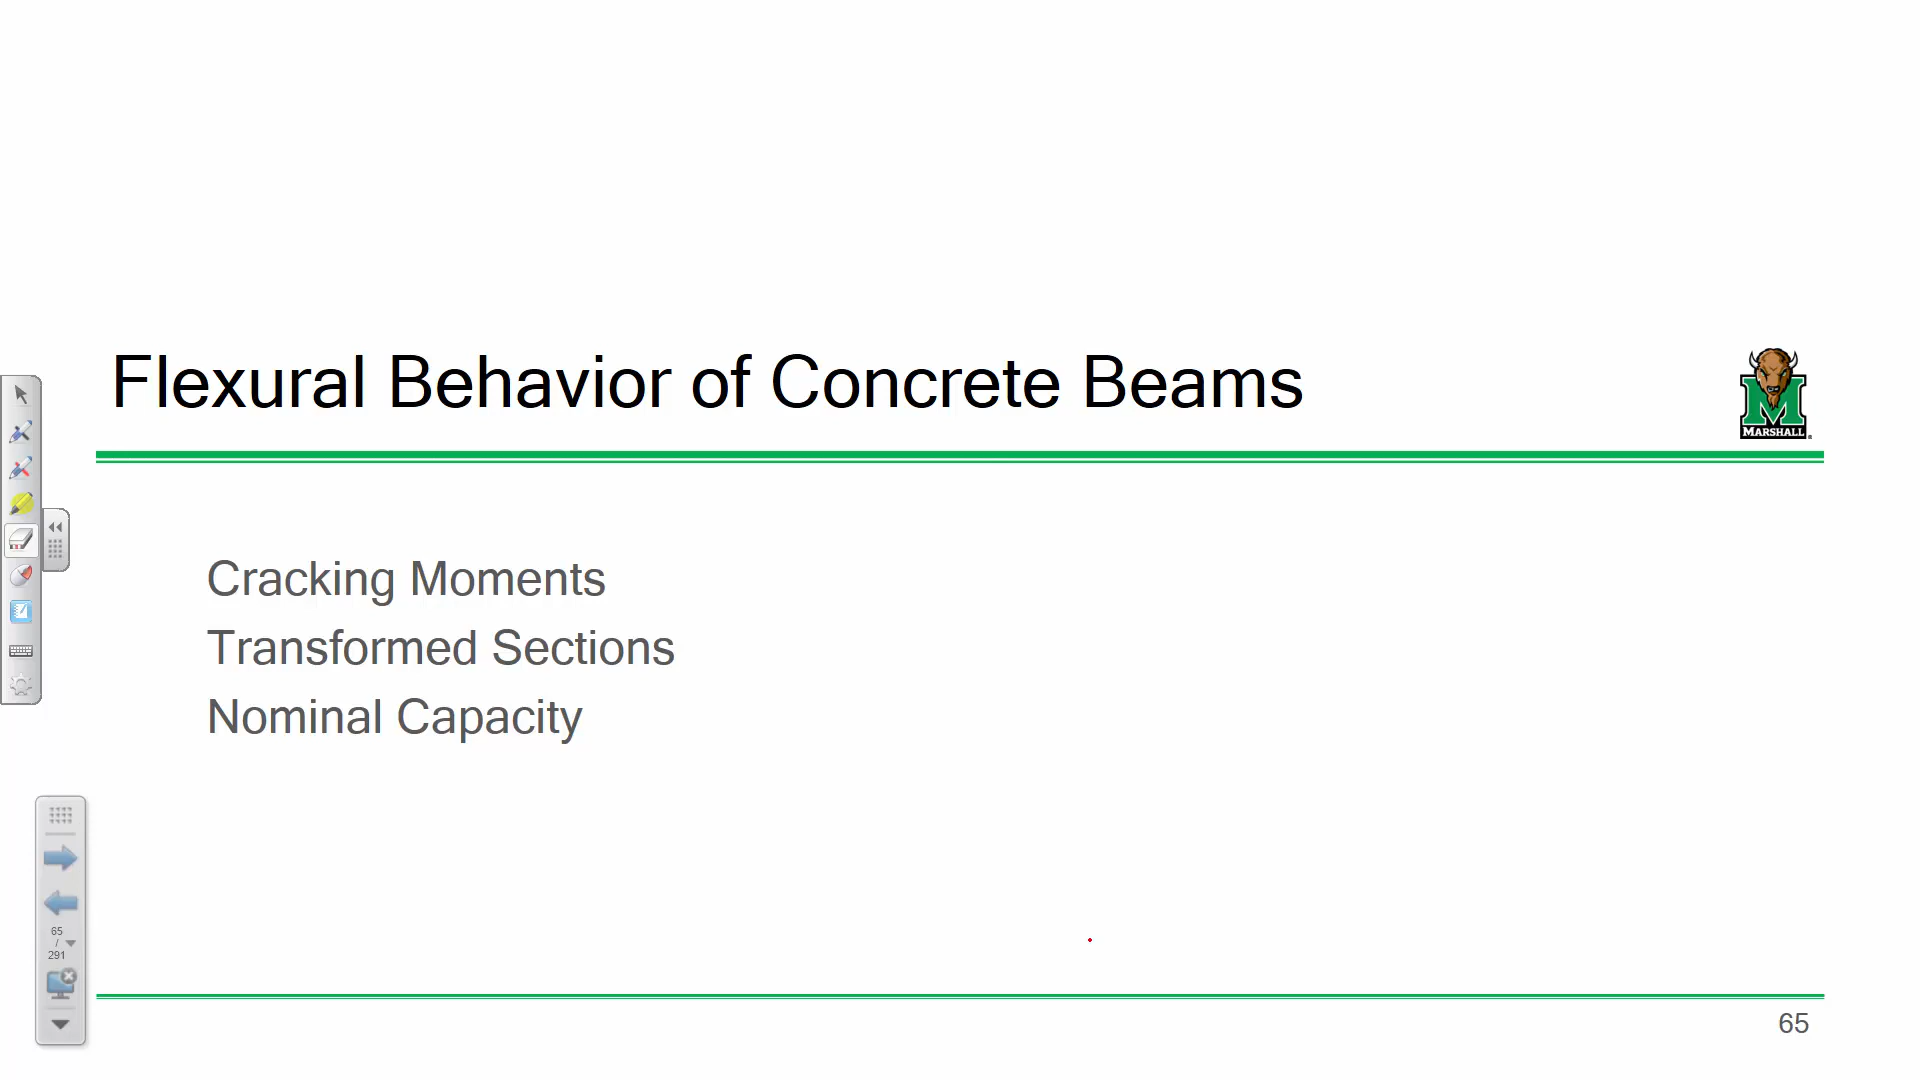 Flexural Behavior of Concrete Beams
MARSHALL
Cracking Moments
Transformed Sections
Nominal Capacity
65
/
291
65